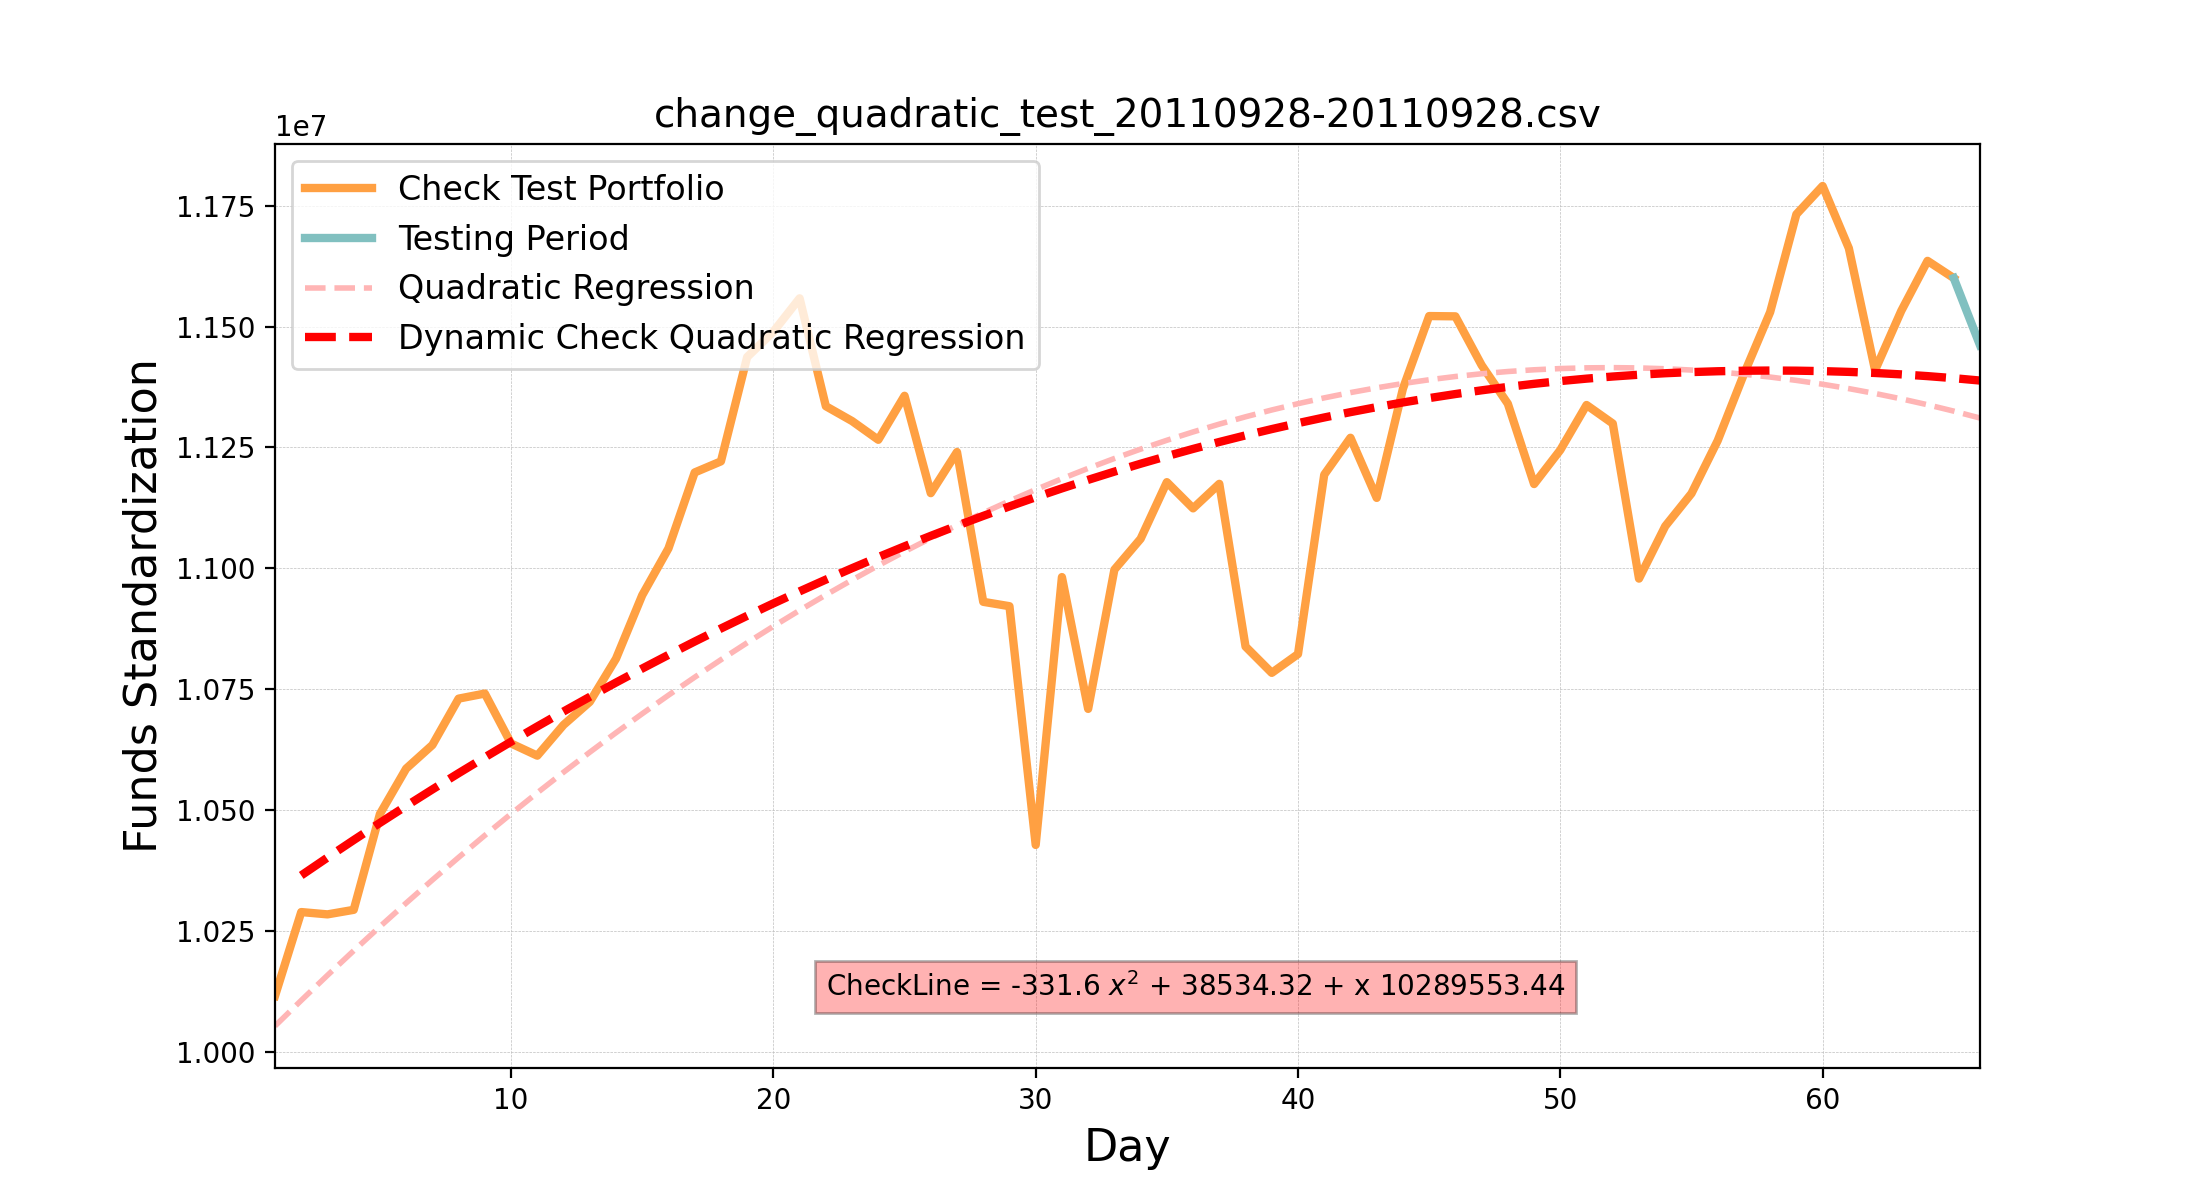 change_quadratic_test_20110928-20110928.csv
1e7
Check Test Portfolio
Testing Period
Quadratic Regression
Dynamic Check Quadratic Regression
Funds Standardization
1.175
1.150
1.125
1.100
1.075
1.050
1.025
1.000
CheckLine = -331.6 x² + 38534.32 + x 10289553.44
10 20 30 40 50 60
Day